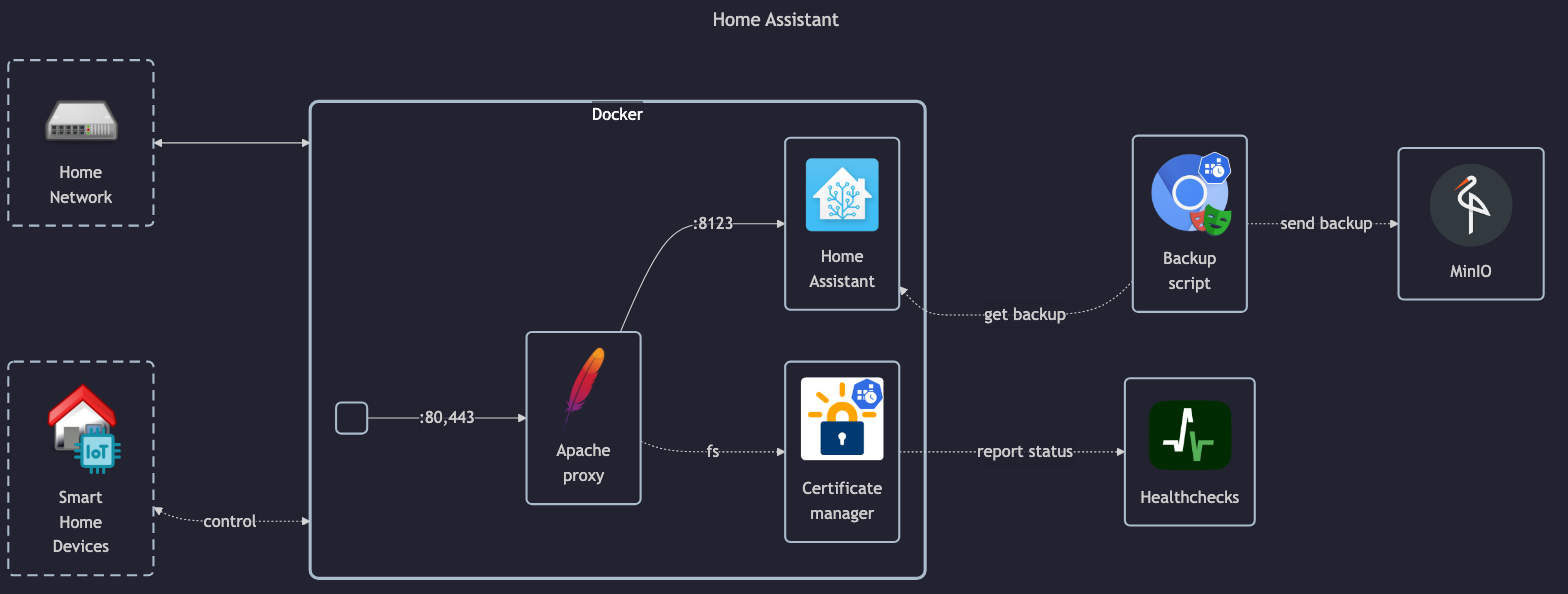 Home Assistant
Home
Network
Docker
:8123
Home
Assistant
Backup
script
send backup
MinIO
get backup
IoT
Smart
Home
Devices
control
:80,443
Apache
proxy
fs
Certificate
manager
report status
Healthchecks